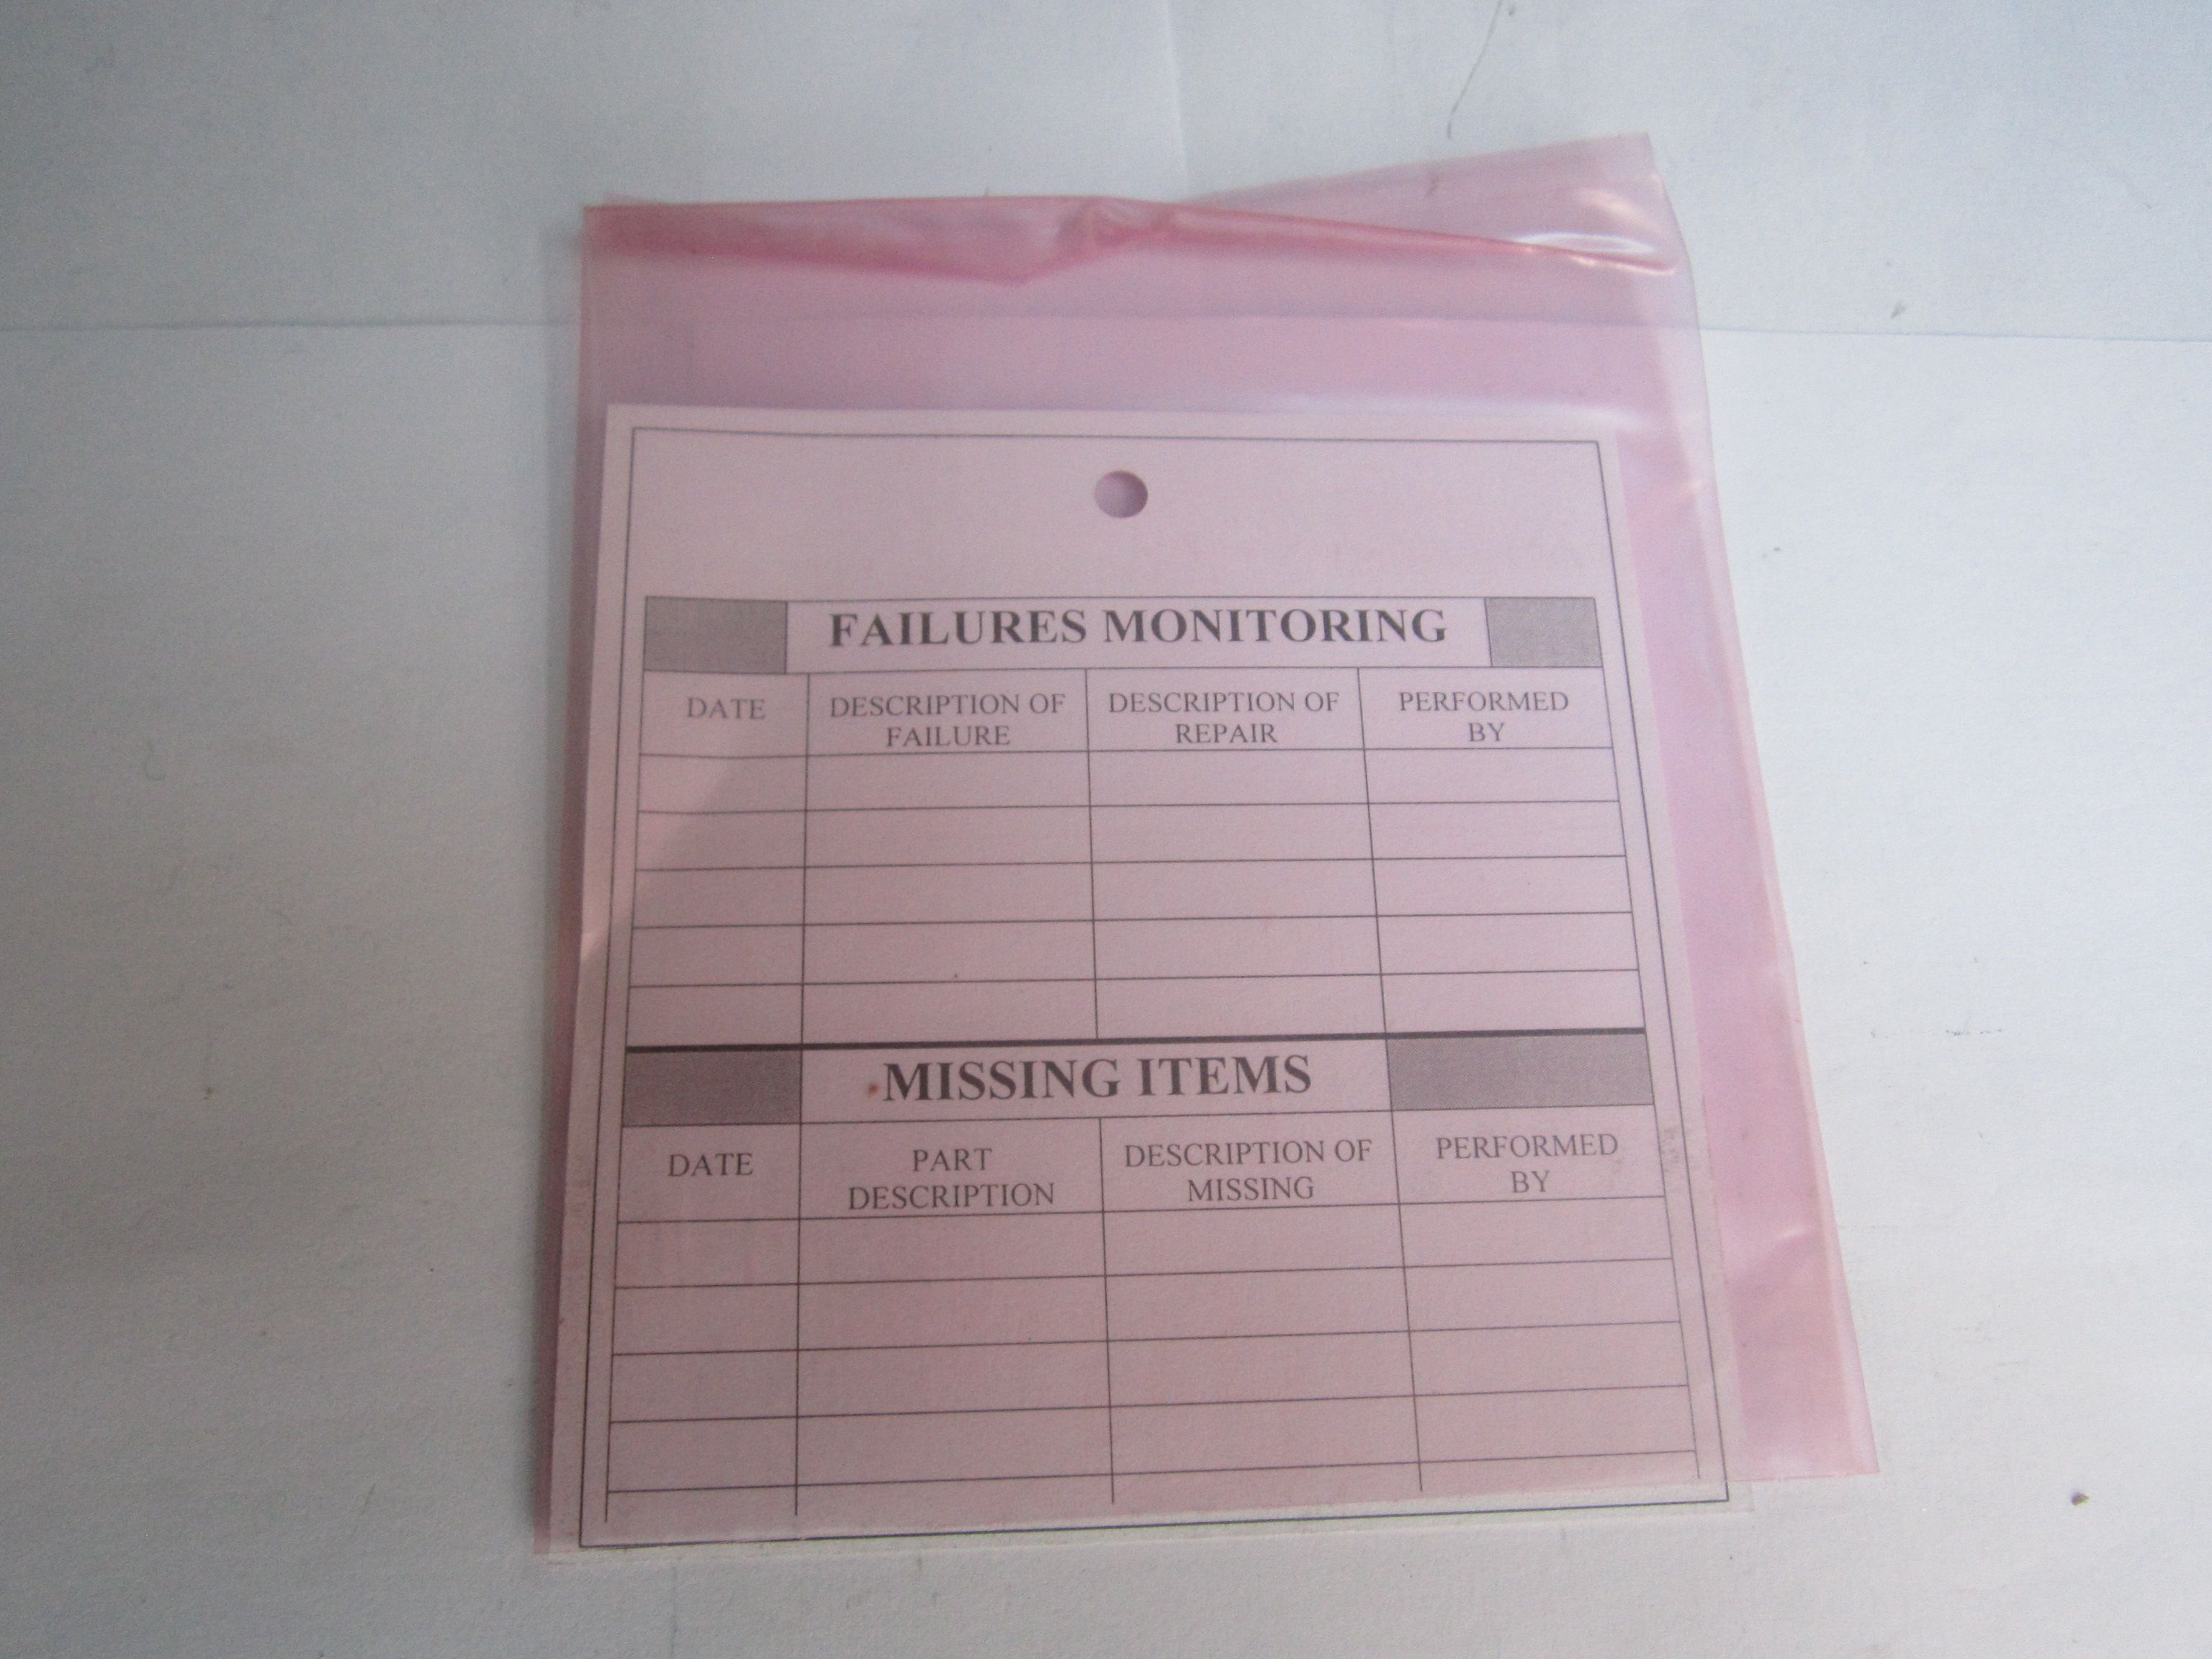 FAILURES MONITORING
DATE
DESCRIPTION OF
FAILURE
DESCRIPTION OF
REPAIR
PERFORMED
BY
MISSING ITEMS
DATE
PART
DESCRIPTION
DESCRIPTION OF
MISSING
PERFORMED
BY